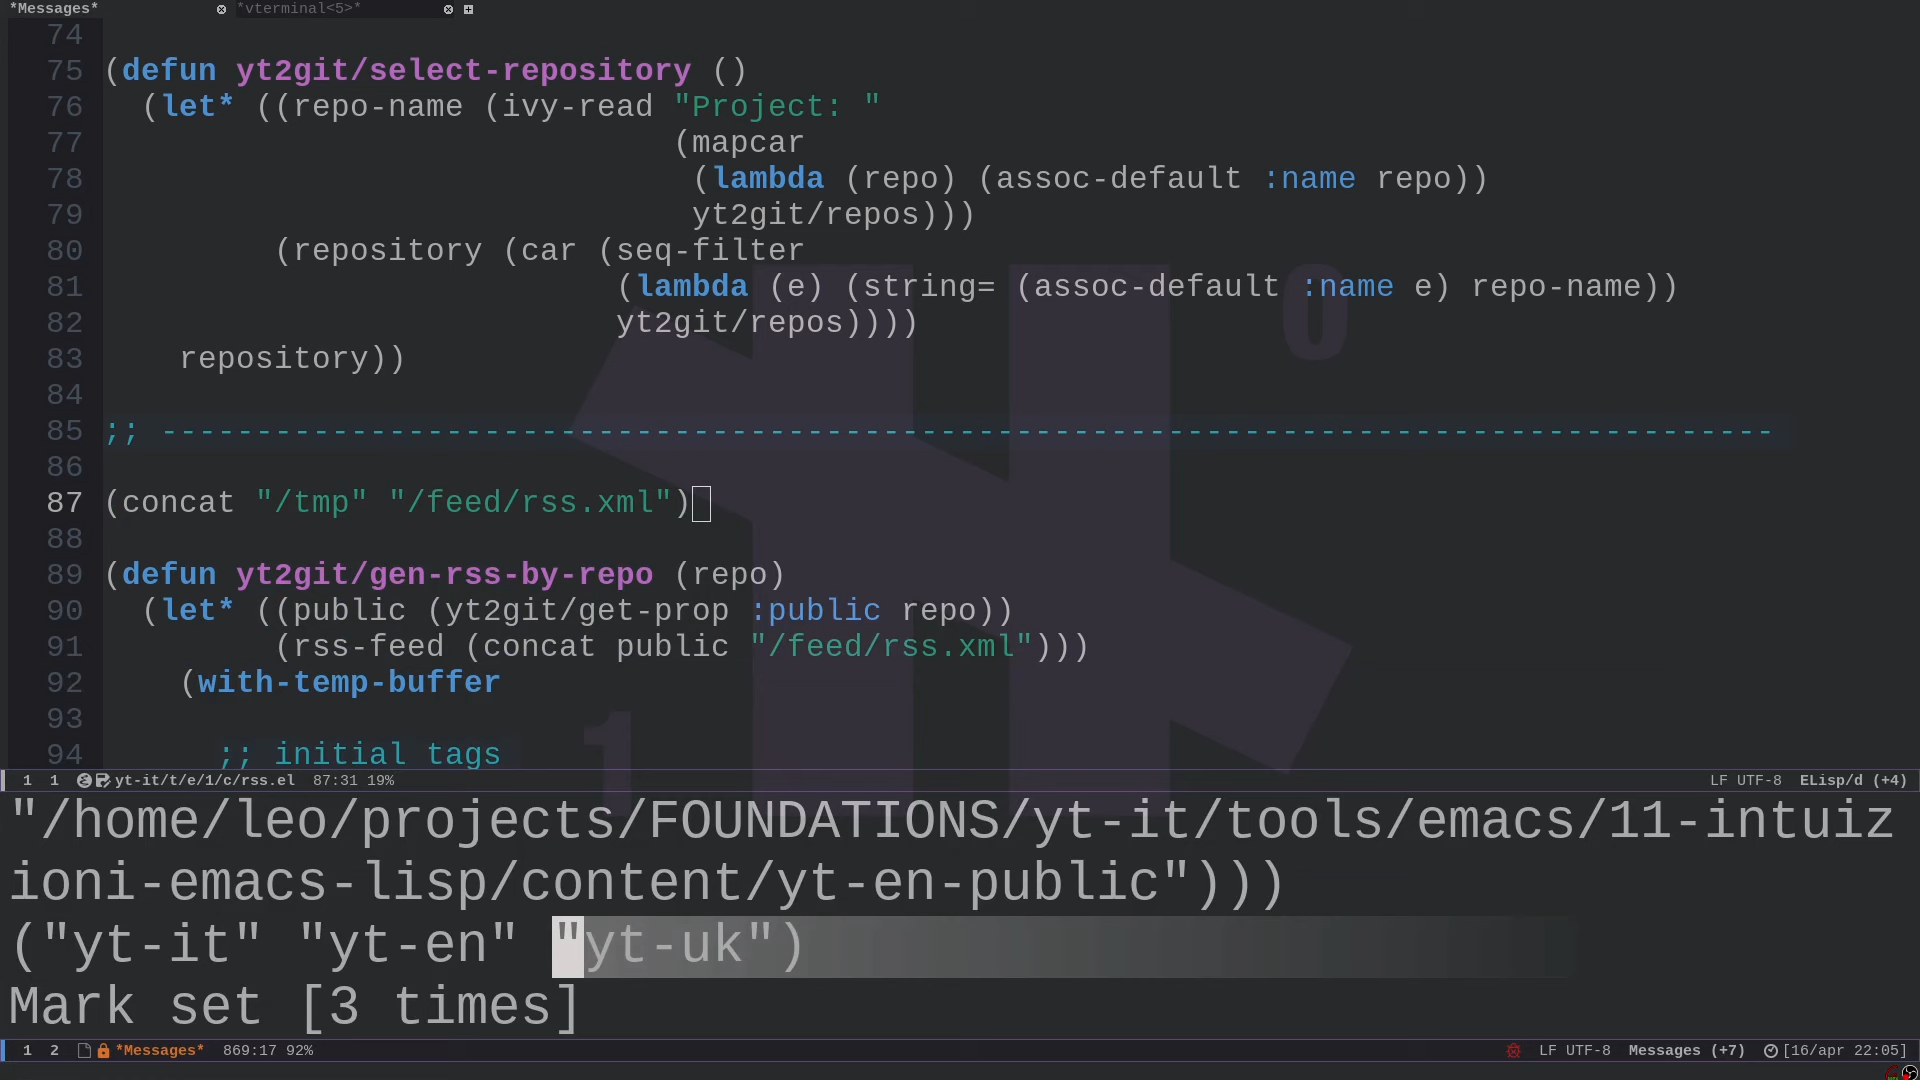 *Messages* *vterminal<5>*
74
75 (defun yt2git/select-repository ()
76 (let* ((repo-name (ivy-read "Project: "
77 (mapcar
78 (lambda (repo) (assoc-default :name repo))
79 yt2git/repos)))
80 (repository (car (seq-filter
81 (lambda (e) (string= (assoc-default :name e) repo-name))
82 yt2git/repos))))
83 repository))
84
85 ;; -------------------------------------------------------------------------------------
86
87 (concat "/tmp" "/feed/rss.xml")
88
89 (defun yt2git/gen-rss-by-repo (repo)
90 (let* ((public (yt2git/get-prop :public repo))
91 (rss-feed (concat public "/feed/rss.xml")))
92 (with-temp-buffer
93
94 ;; initial tags
0
1
1 1 yt-it/t/e/1/c/rss.el 87:31 19% LF UTF-8 ELisp/d (+4)
"/home/leo/projects/FOUNDATIONS/yt-it/tools/emacs/11-intuiz
ioni-emacs-lisp/content/yt-en-public")))
("yt-it" "yt-en" "yt-uk")
Mark set [3 times]
1 2 *Messages* 869:17 92% LF UTF-8 Messages (+7) [16/apr 22:05]